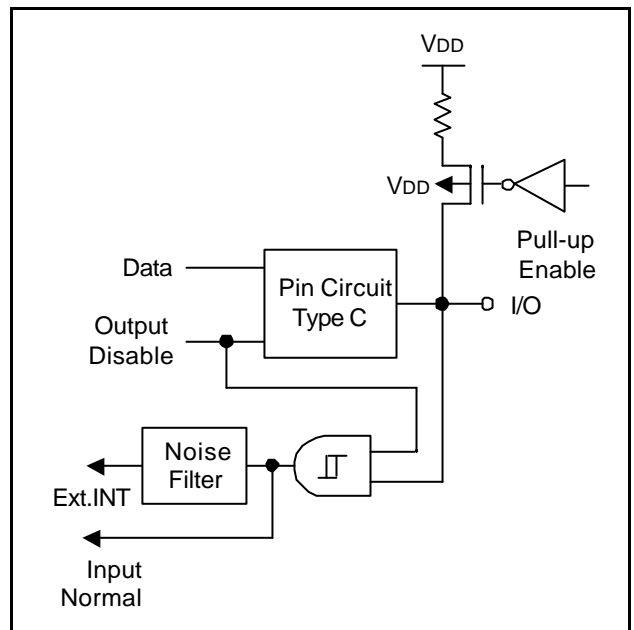 VDD
VDD
Pull-up
Enable
Data
Pin Circuit
Type C
I/O
Output
Disable
Noise
Filter
Ext.INT
Input
Normal